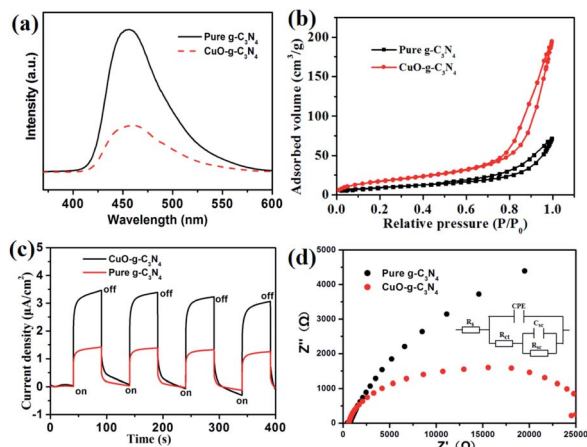 (a)
Pure g-C₃N₄
CuO-g-C₃N₄
Intensity (a.u.)
400 450 500 550 600
Wavelength (nm)
(b)
Pure g-C₃N₄
CuO-g-C₃N₄
Adsorbed volume (cm³/g)
200
150
100
50
0
0.0 0.2 0.4 0.6 0.8 1.0
Relative pressure (P/P₀)
(c)
CuO-g-C₃N₄
Pure g-C₃N₄
Current density (μA/cm²)
5
4
3
2
1
0
-1
off off off off
on on on on
0 100 200 300 400
Time (s)
(d)
Pure g-C₃N₄
CuO-g-C₃N₄
Z'' (Ω)
5000
4000
3000
2000
1000
0
CPE
Rs
Csc
Rct
Rsc
0 5000 10000 15000 20000 25000
Z' (Ω)